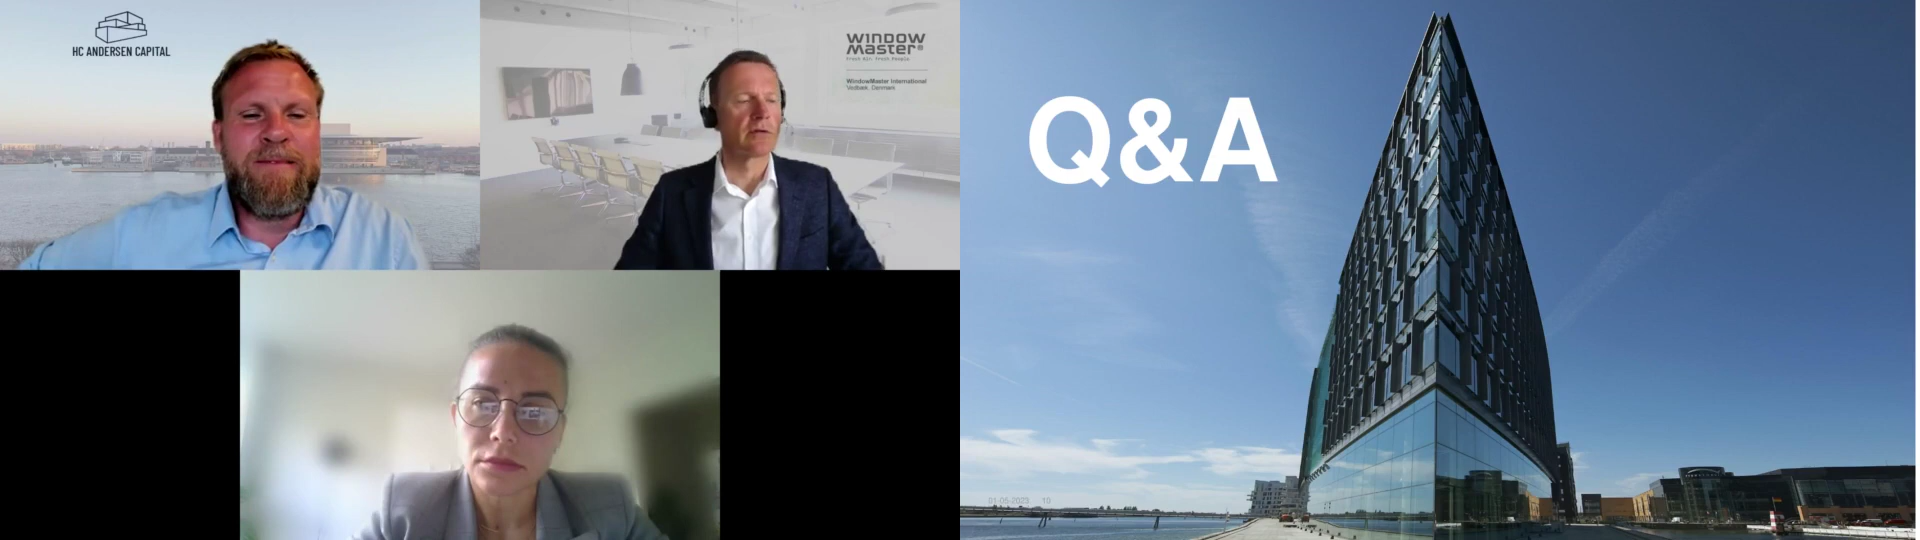 HC ANDERSEN CAPITAL
WINDOW
MASTER®
Fresh Air. Fresh People
WindowMaster International
Vedbæk, Denmark
Q&A
01-05-2023 10